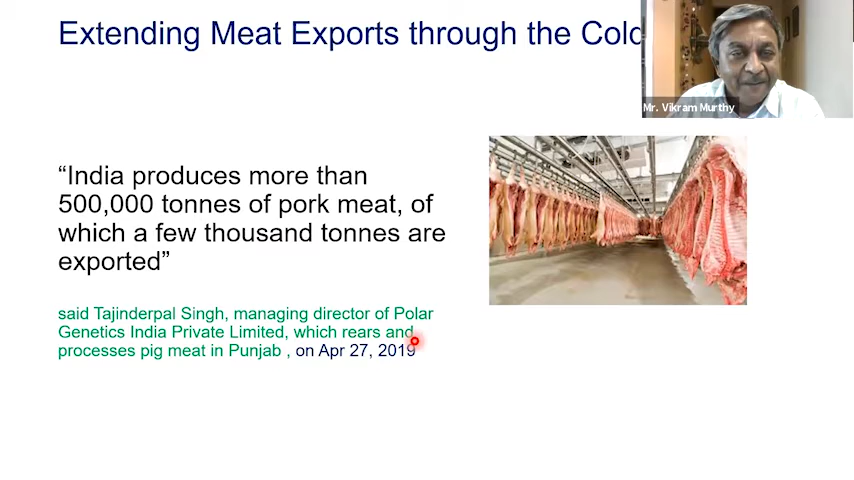 Extending Meat Exports through the Cold
Mr. Vikram Murthy
“India produces more than
500,000 tonnes of pork meat, of
which a few thousand tonnes are
exported”
said Tajinderpal Singh, managing director of Polar
Genetics India Private Limited, which rears and
processes pig meat in Punjab , on Apr 27, 2019